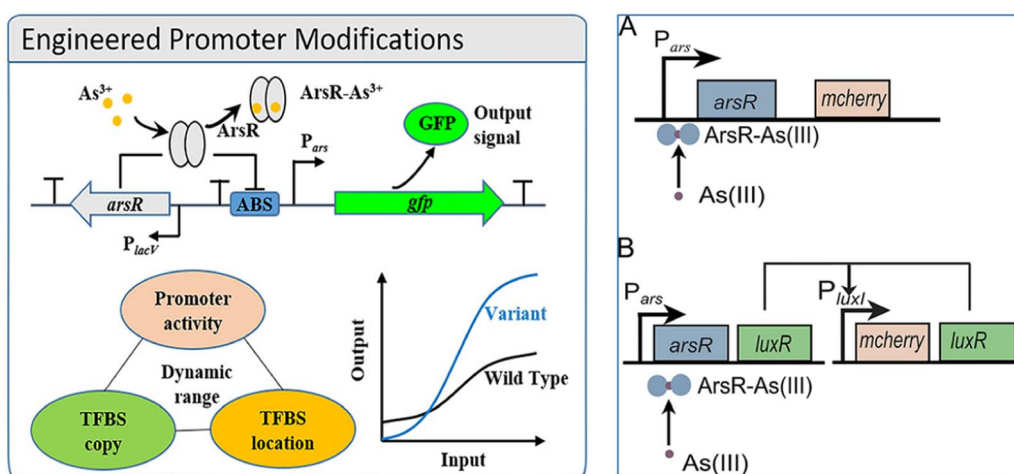 Engineered Promoter Modifications
As3+
ArsR-As3+
ArsR
GFP
Output
signal
Pars
arsR
ABS
gfp
PlacV
Promoter
activity
Dynamic
range
TFBS
copy
TFBS
location
Output
Variant
Wild Type
Input
A
Pars
arsR
mcherry
ArsR-As(III)
As(III)
B
Pars
PluxI
arsR
luxR
mcherry
luxR
ArsR-As(III)
As(III)